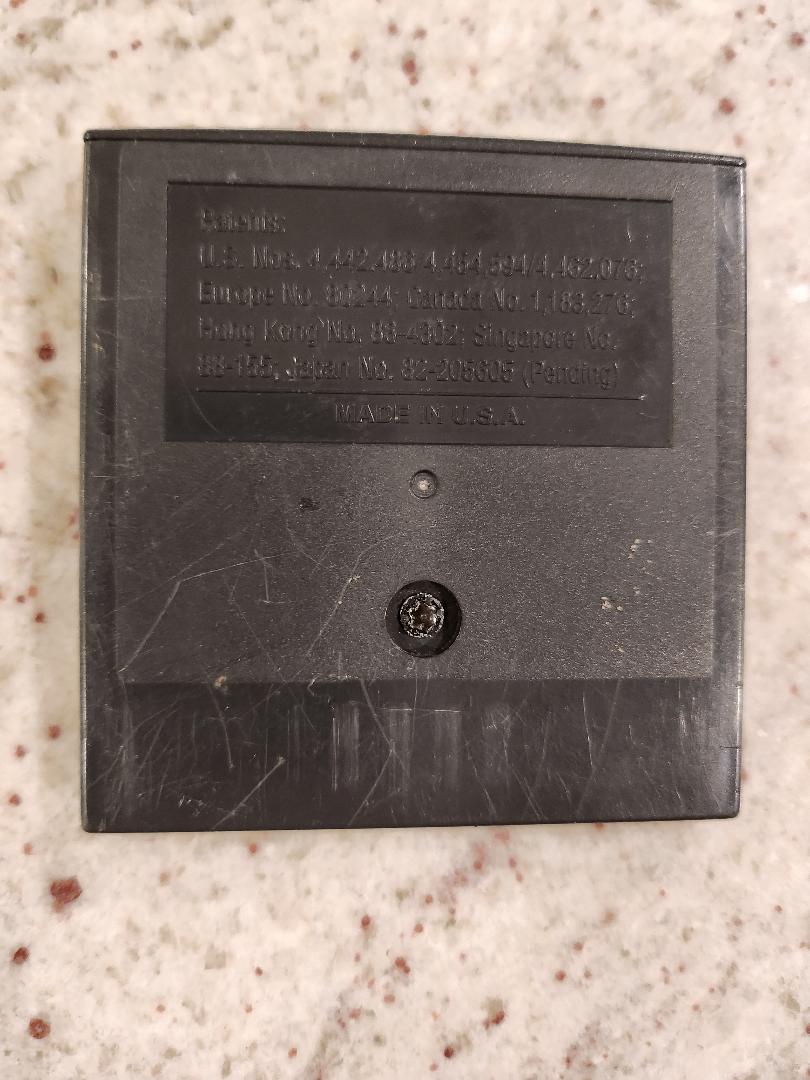 Patents:
U.S. Nos. 4,442,486/4,454,594/4,462,076;
Europe No. 80244; Canada No. 1,183,276;
Hong Kong No. 88-4302; Singapore No.
88-155; Japan No. 82-205605 (Pending)
MADE IN U.S.A.